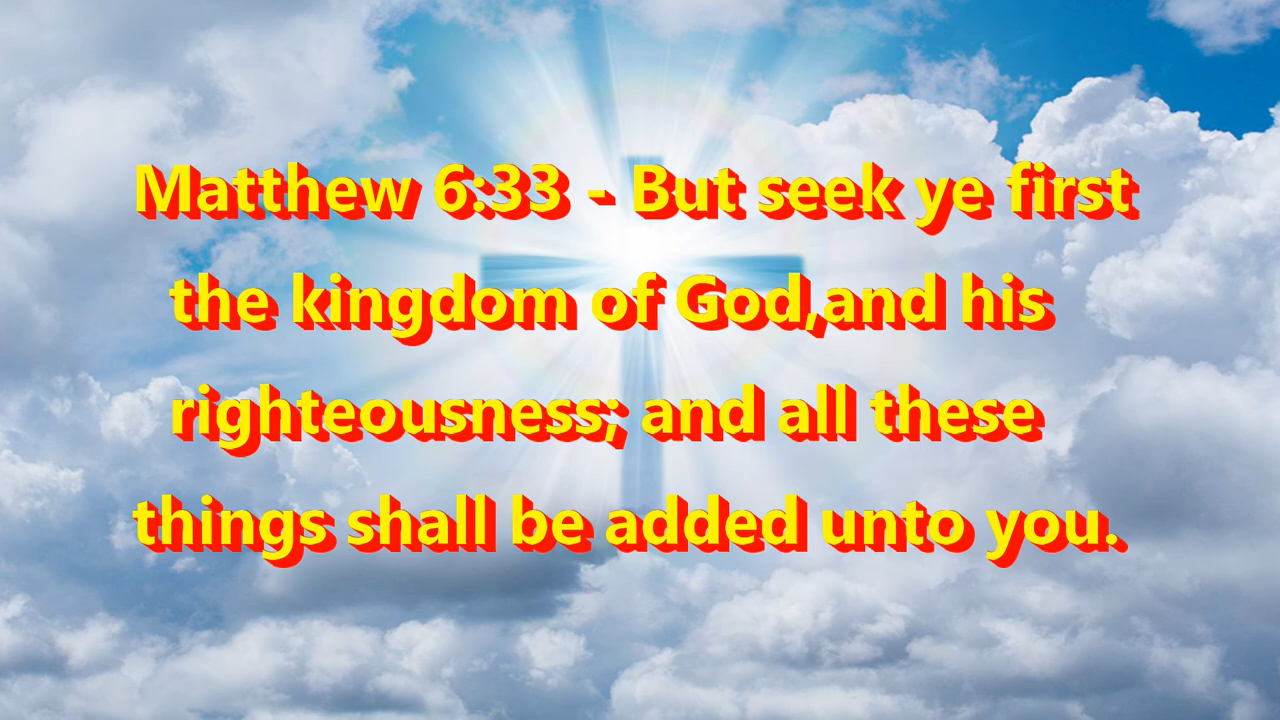 Matthew 6:33 - But seek ye first
the kingdom of God,and his
righteousness; and all these
things shall be added unto you.